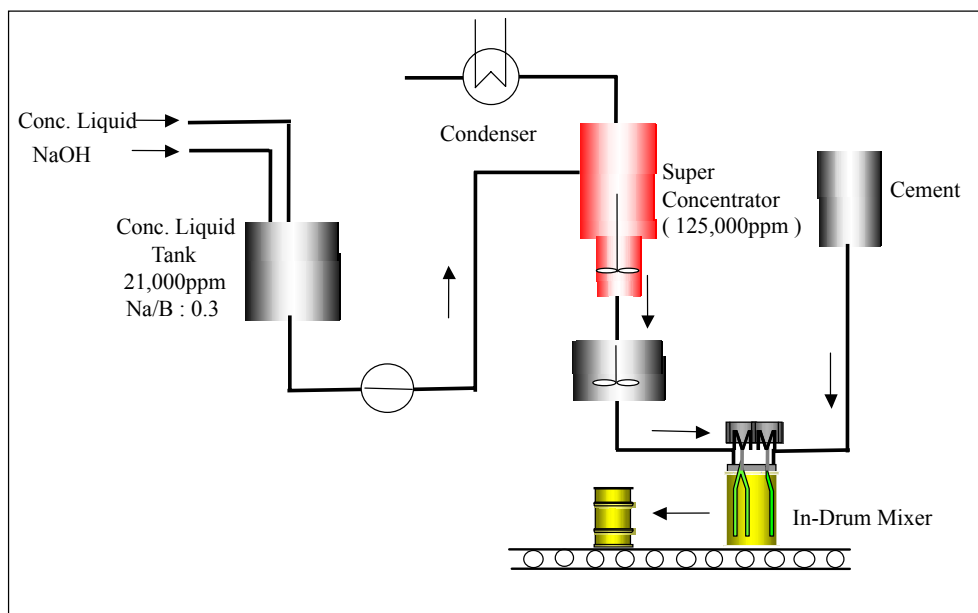 Conc. Liquid
NaOH
Conc. Liquid
Tank
21,000ppm
Na/B : 0.3
Condenser
Super
Concentrator
( 125,000ppm )
Cement
In-Drum Mixer